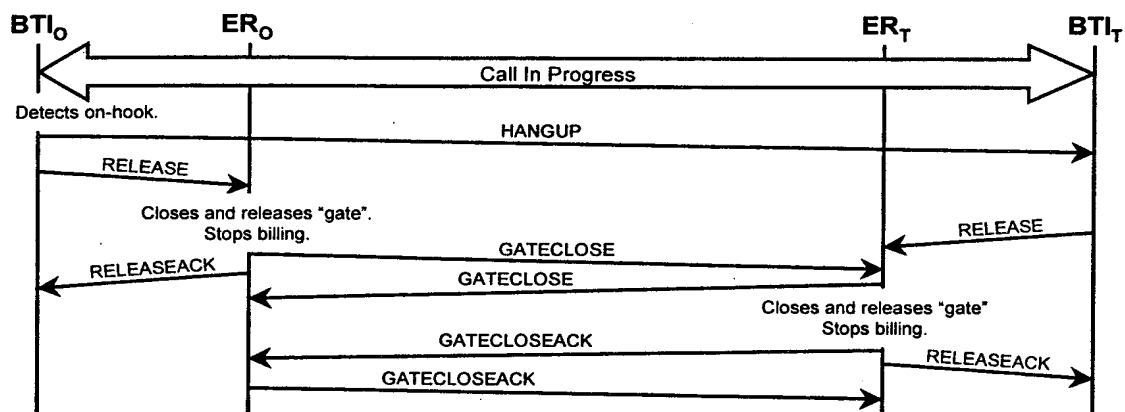 BTIO ERO ERT BTIT
Call In Progress
Detects on-hook.
HANGUP
RELEASE
Closes and releases "gate".
Stops billing.
RELEASE
GATECLOSE
RELEASEACK
GATECLOSE
Closes and releases "gate"
Stops billing.
GATECLOSEACK
RELEASEACK
GATECLOSEACK